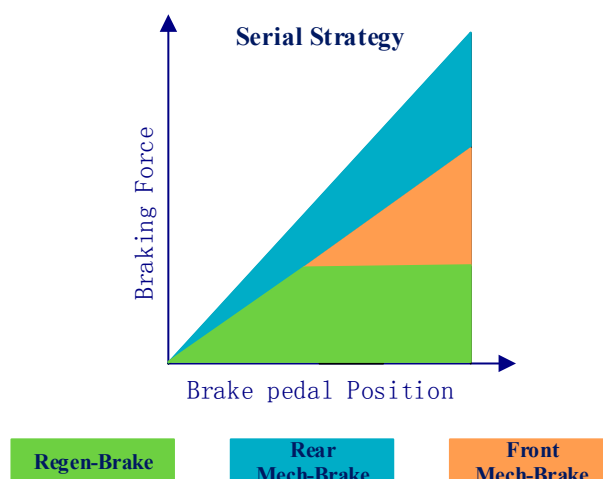 Serial Strategy
Braking Force
Brake pedal Position
Regen-Brake
Rear
Mech-Brake
Front
Mech-Brake